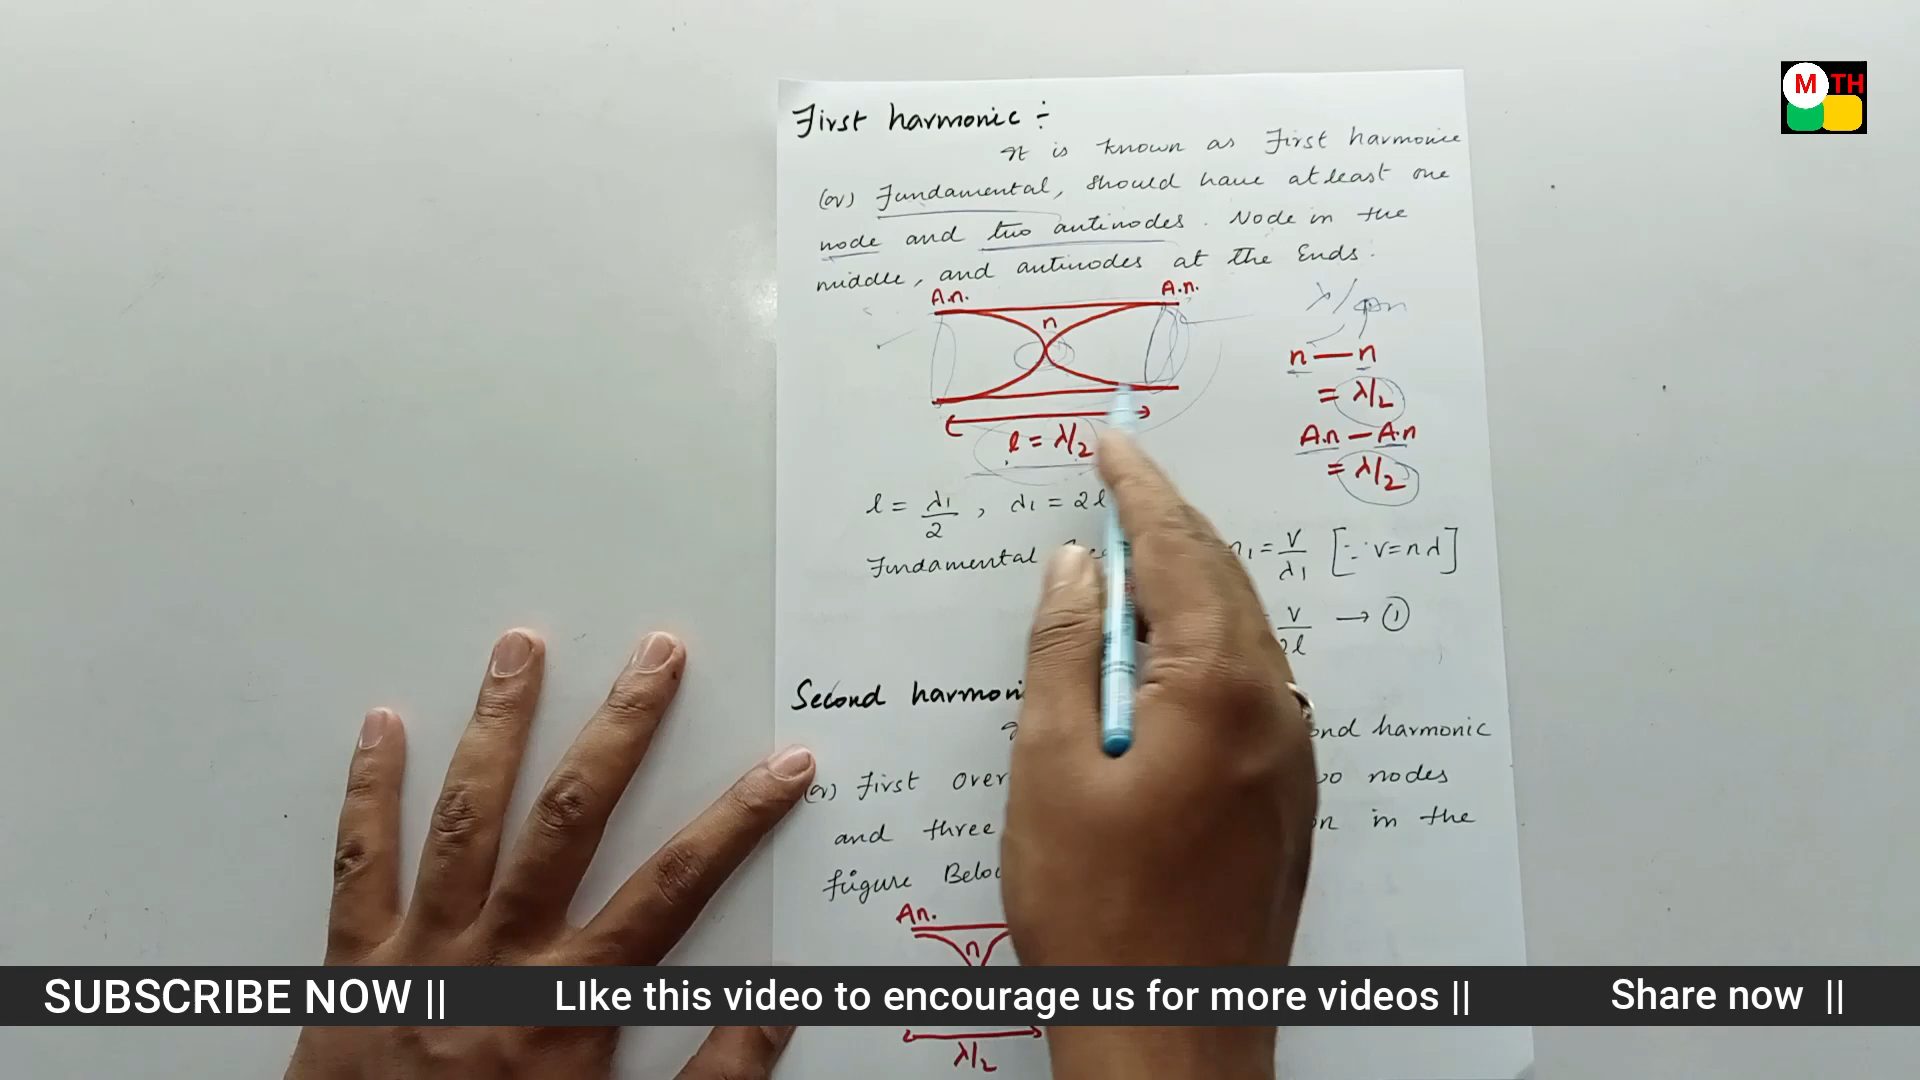 First harmonic :-
It is known as First harmonic
(or) Fundamental, should have atleast one
node and two antinodes. Node in the
middle, and antinodes at the Ends.
A.n. A.n.
n
l = λ/2
n — n
= λ/2
A.n — A.n
= λ/2
l = λ1/2 , λ1 = 2l
Fundamental n1 = V/λ1 [∵ v=nλ]
V/2l → ①
Second harmoni
ond harmonic
(or) First over nodes
and three in the
figure Belo
An.
n
λ/2
M TH
SUBSCRIBE NOW || LIke this video to encourage us for more videos || Share now ||